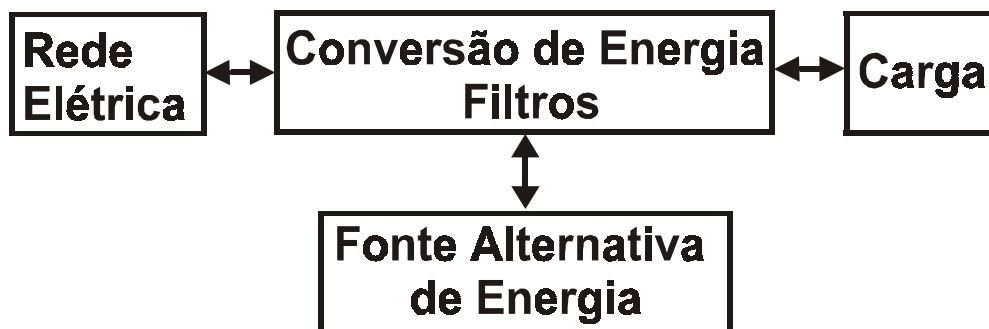 Rede
Elétrica
Conversão de Energia
Filtros
Carga
Fonte Alternativa
de Energia